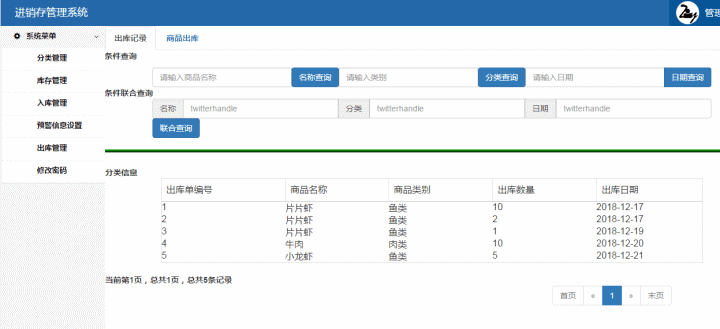 进销存管理系统 管理
系统菜单 出库记录 商品出库
分类管理
库存管理
入库管理
预警信息设置
出库管理
修改密码
条件查询
请输入商品名称 名称查询 请输入类别 分类查询 请输入日期 日期查询
条件联合查询
名称 twitterhandle 分类 twitterhandle 日期 twitterhandle
联合查询
分类信息
出库单编号 商品名称 商品类别 出库数量 出库日期
1 片片虾 鱼类 10 2018-12-17
2 片片虾 鱼类 2 2018-12-17
3 片片虾 鱼类 1 2018-12-19
4 牛肉 肉类 10 2018-12-20
5 小龙虾 鱼类 5 2018-12-21
当前第1页，总共1页，总共5条记录
首页 « 1 » 末页